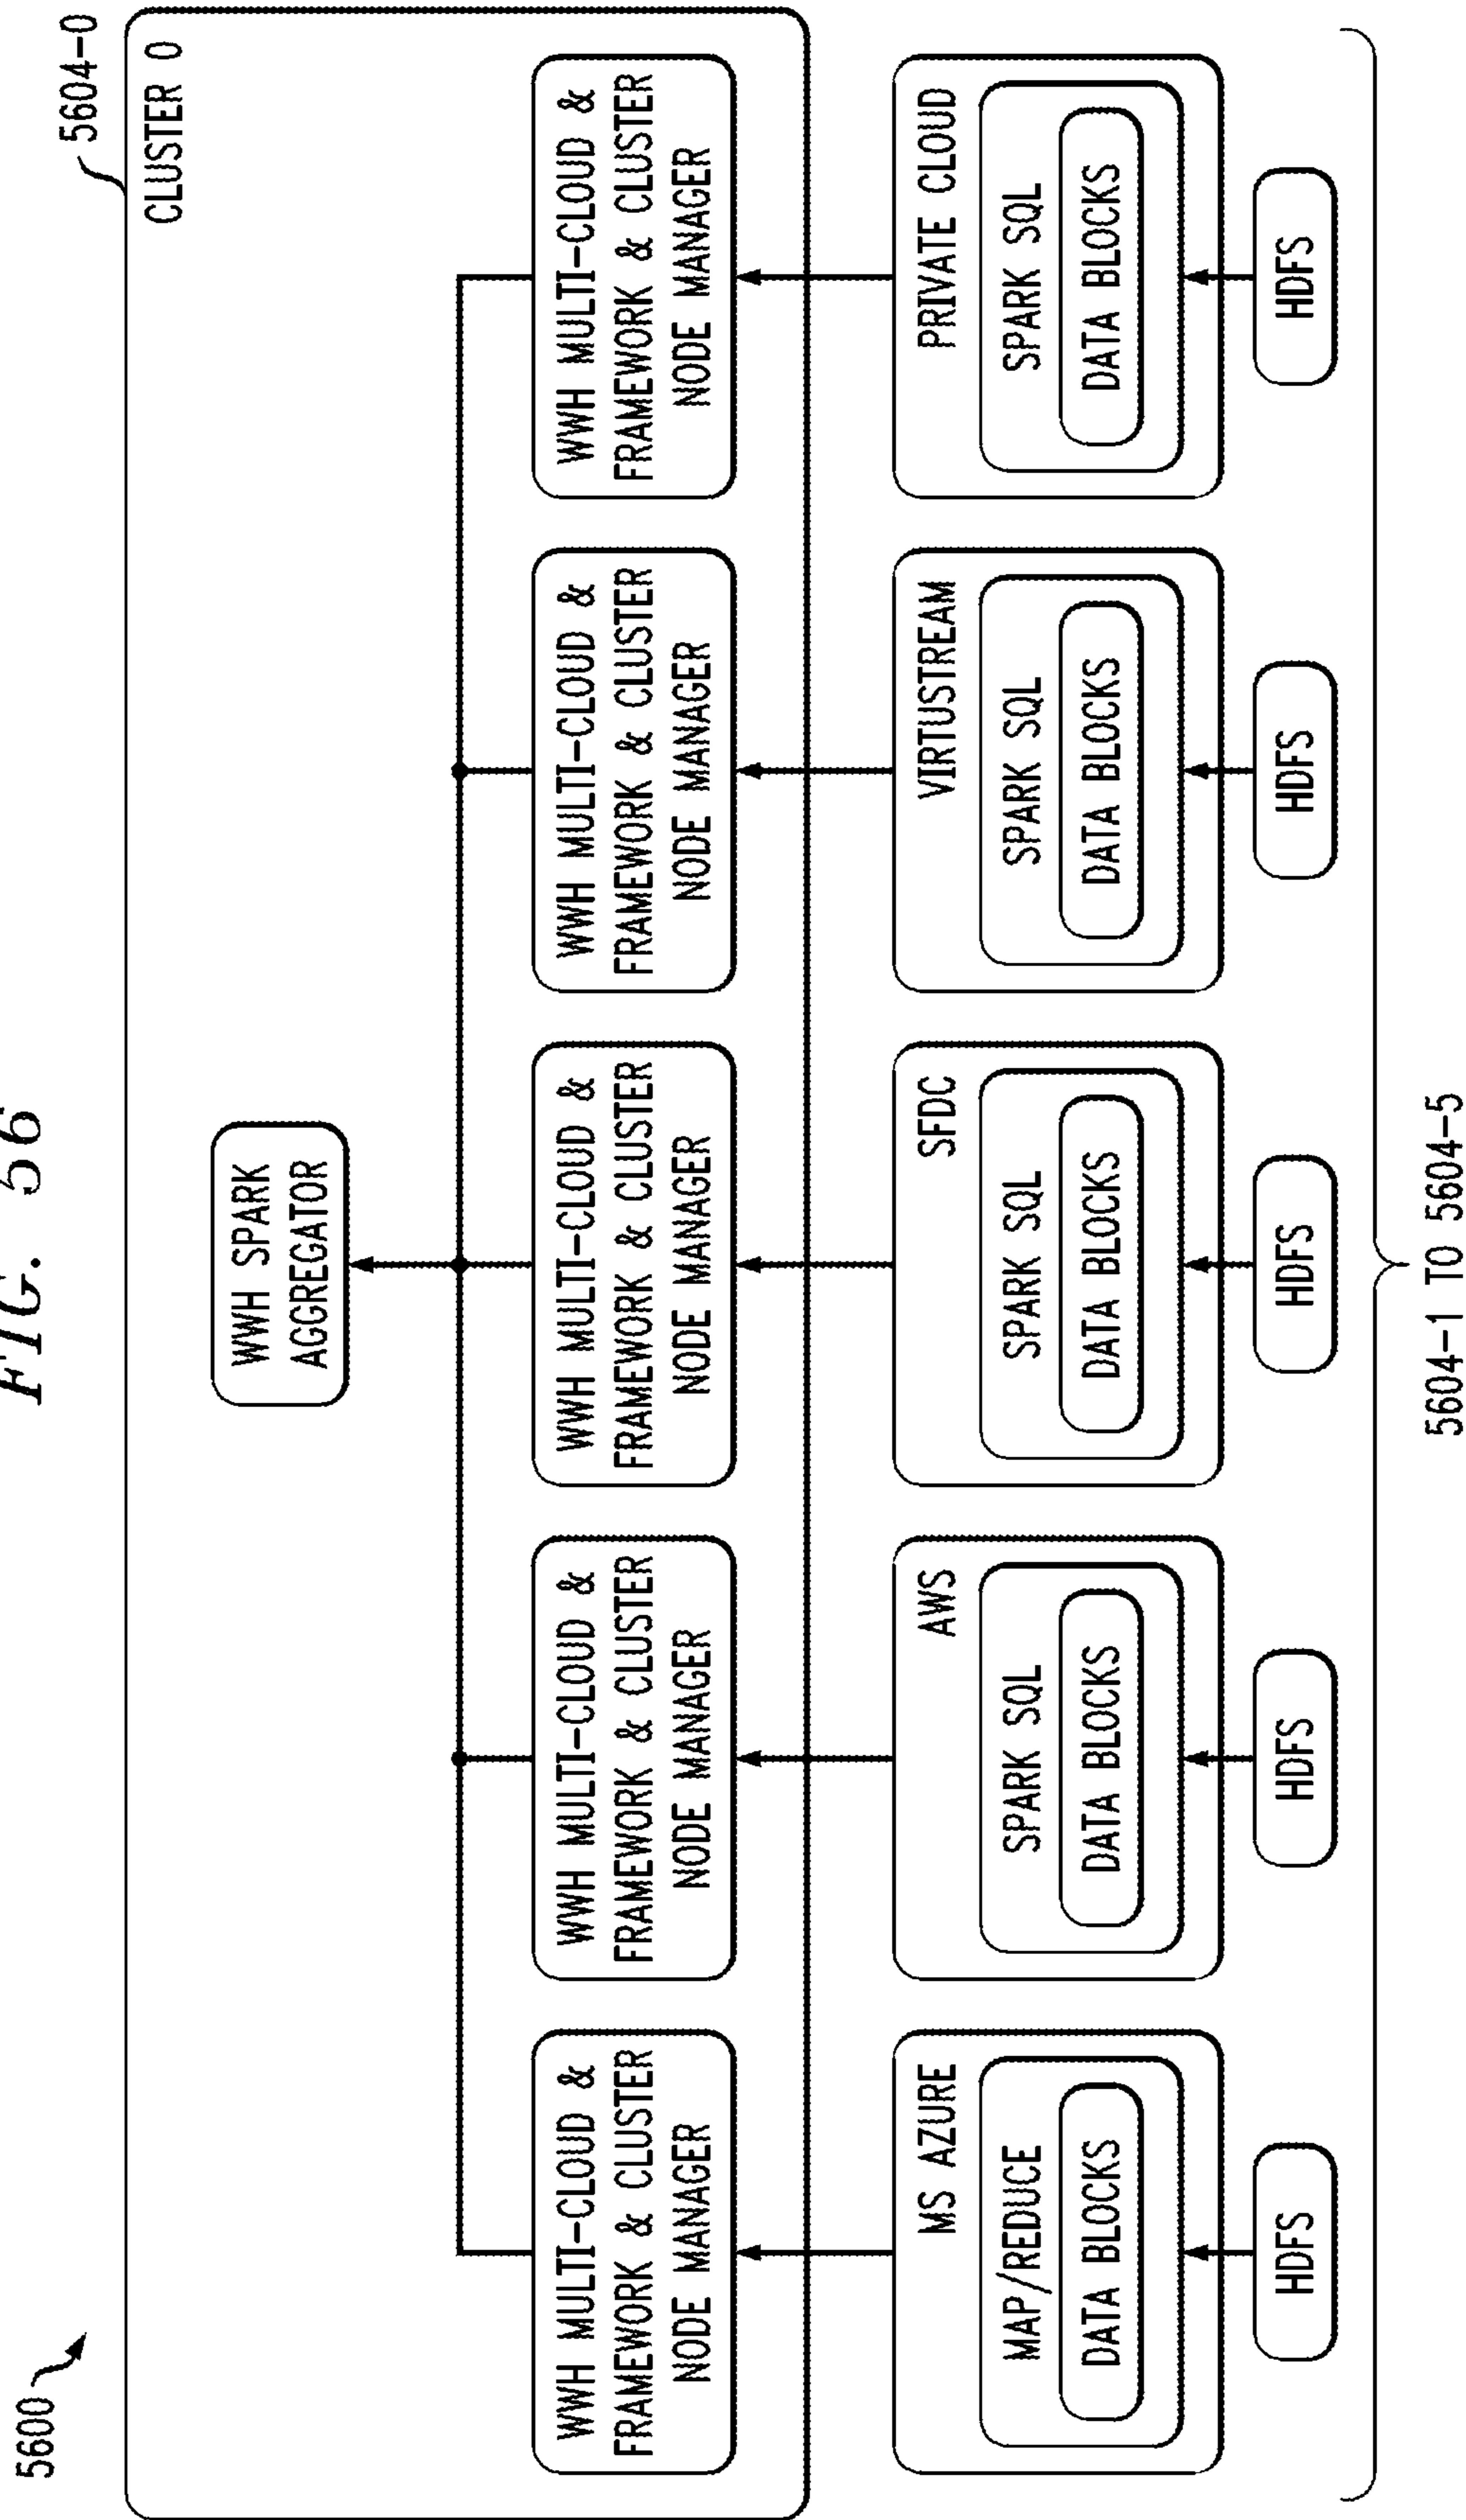 FIG. 56
5600
5604-0
CLUSTER 0
WWH SPARK
AGGREGATOR
WWH MULTI-CLOUD &
FRAMEWORK & CLUSTER
NODE MANAGER
WWH MULTI-CLOUD &
FRAMEWORK & CLUSTER
NODE MANAGER
WWH MULTI-CLOUD &
FRAMEWORK & CLUSTER
NODE MANAGER
WWH MULTI-CLOUD &
FRAMEWORK & CLUSTER
NODE MANAGER
WWH MULTI-CLOUD &
FRAMEWORK & CLUSTER
NODE MANAGER
MS AZURE
MAP/REDUCE
DATA BLOCKS
HDFS
AWS
SPARK SQL
DATA BLOCKS
HDFS
SFDC
SPARK SQL
DATA BLOCKS
HDFS
VIRTUSTREAM
SPARK SQL
DATA BLOCKS
HDFS
PRIVATE CLOUD
SPARK SQL
DATA BLOCKS
HDFS
5604-1 TO 5604-5